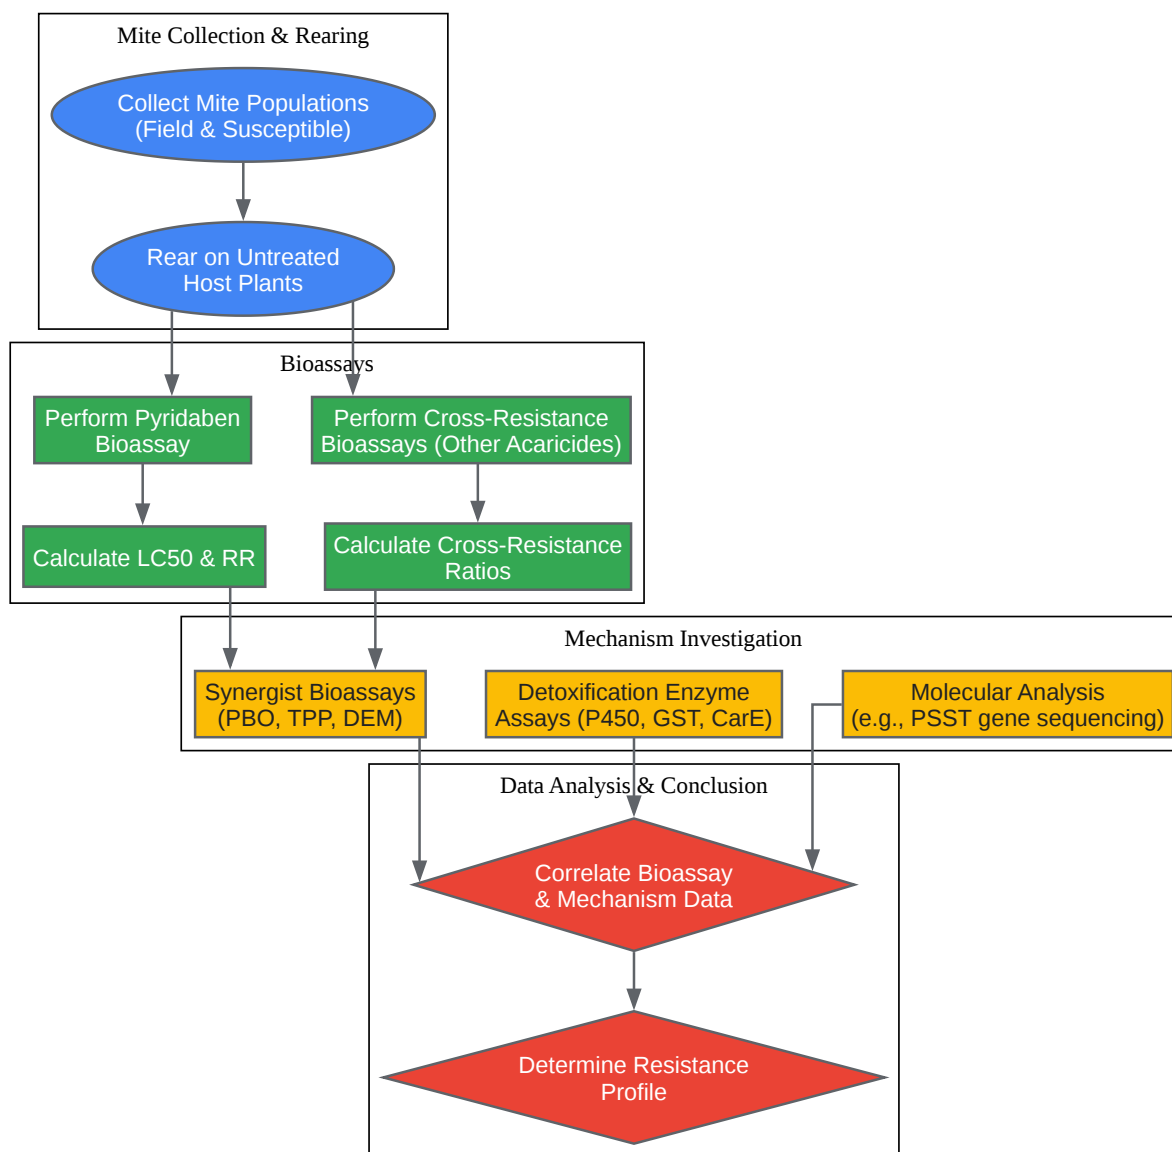 Mite Collection & Rearing
Collect Mite Populations
(Field & Susceptible)
Rear on Untreated
Host Plants
Bioassays
Perform Pyridaben
Bioassay
Perform Cross-Resistance
Bioassays (Other Acaricides)
Calculate LC50 & RR
Calculate Cross-Resistance
Ratios
Mechanism Investigation
Synergist Bioassays
(PBO, TPP, DEM)
Detoxification Enzyme
Assays (P450, GST, CarE)
Molecular Analysis
(e.g., PSST gene sequencing)
Data Analysis & Conclusion
Correlate Bioassay
& Mechanism Data
Determine Resistance
Profile